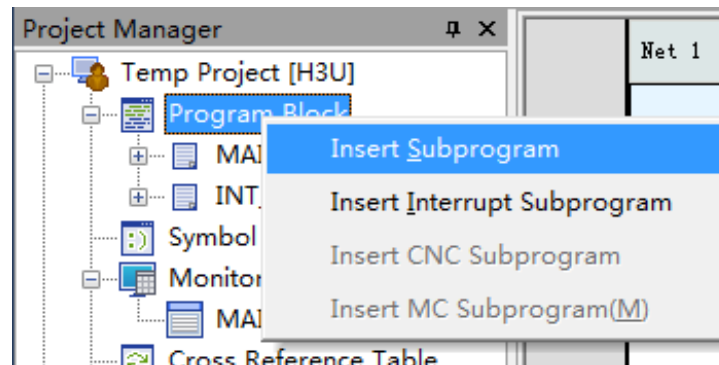 Project Manager
Net 1
Temp Project [H3U]
Program Block
Insert Subprogram
MAI
Insert Interrupt Subprogram
INT_
Insert CNC Subprogram
Symbol
Insert MC Subprogram(M)
Monitor
MAI
Cross Reference Table